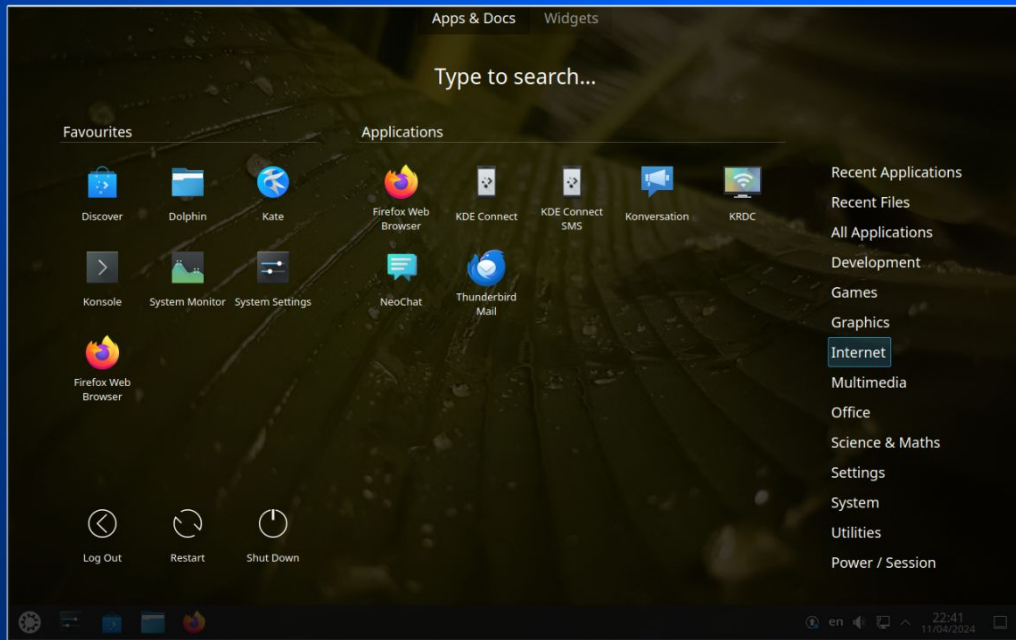 Apps & Docs Widgets
Type to search...
Favourites
Discover Dolphin Kate
Konsole System Monitor System Settings
Firefox Web
Browser
Log Out Restart Shut Down
Applications
Firefox Web
Browser
KDE Connect
KDE Connect
SMS
Konversation
KRDC
NeoChat
Thunderbird
Mail
Recent Applications
Recent Files
All Applications
Development
Games
Graphics
Internet
Multimedia
Office
Science & Maths
Settings
System
Utilities
Power / Session
en
22:41
11/04/2024